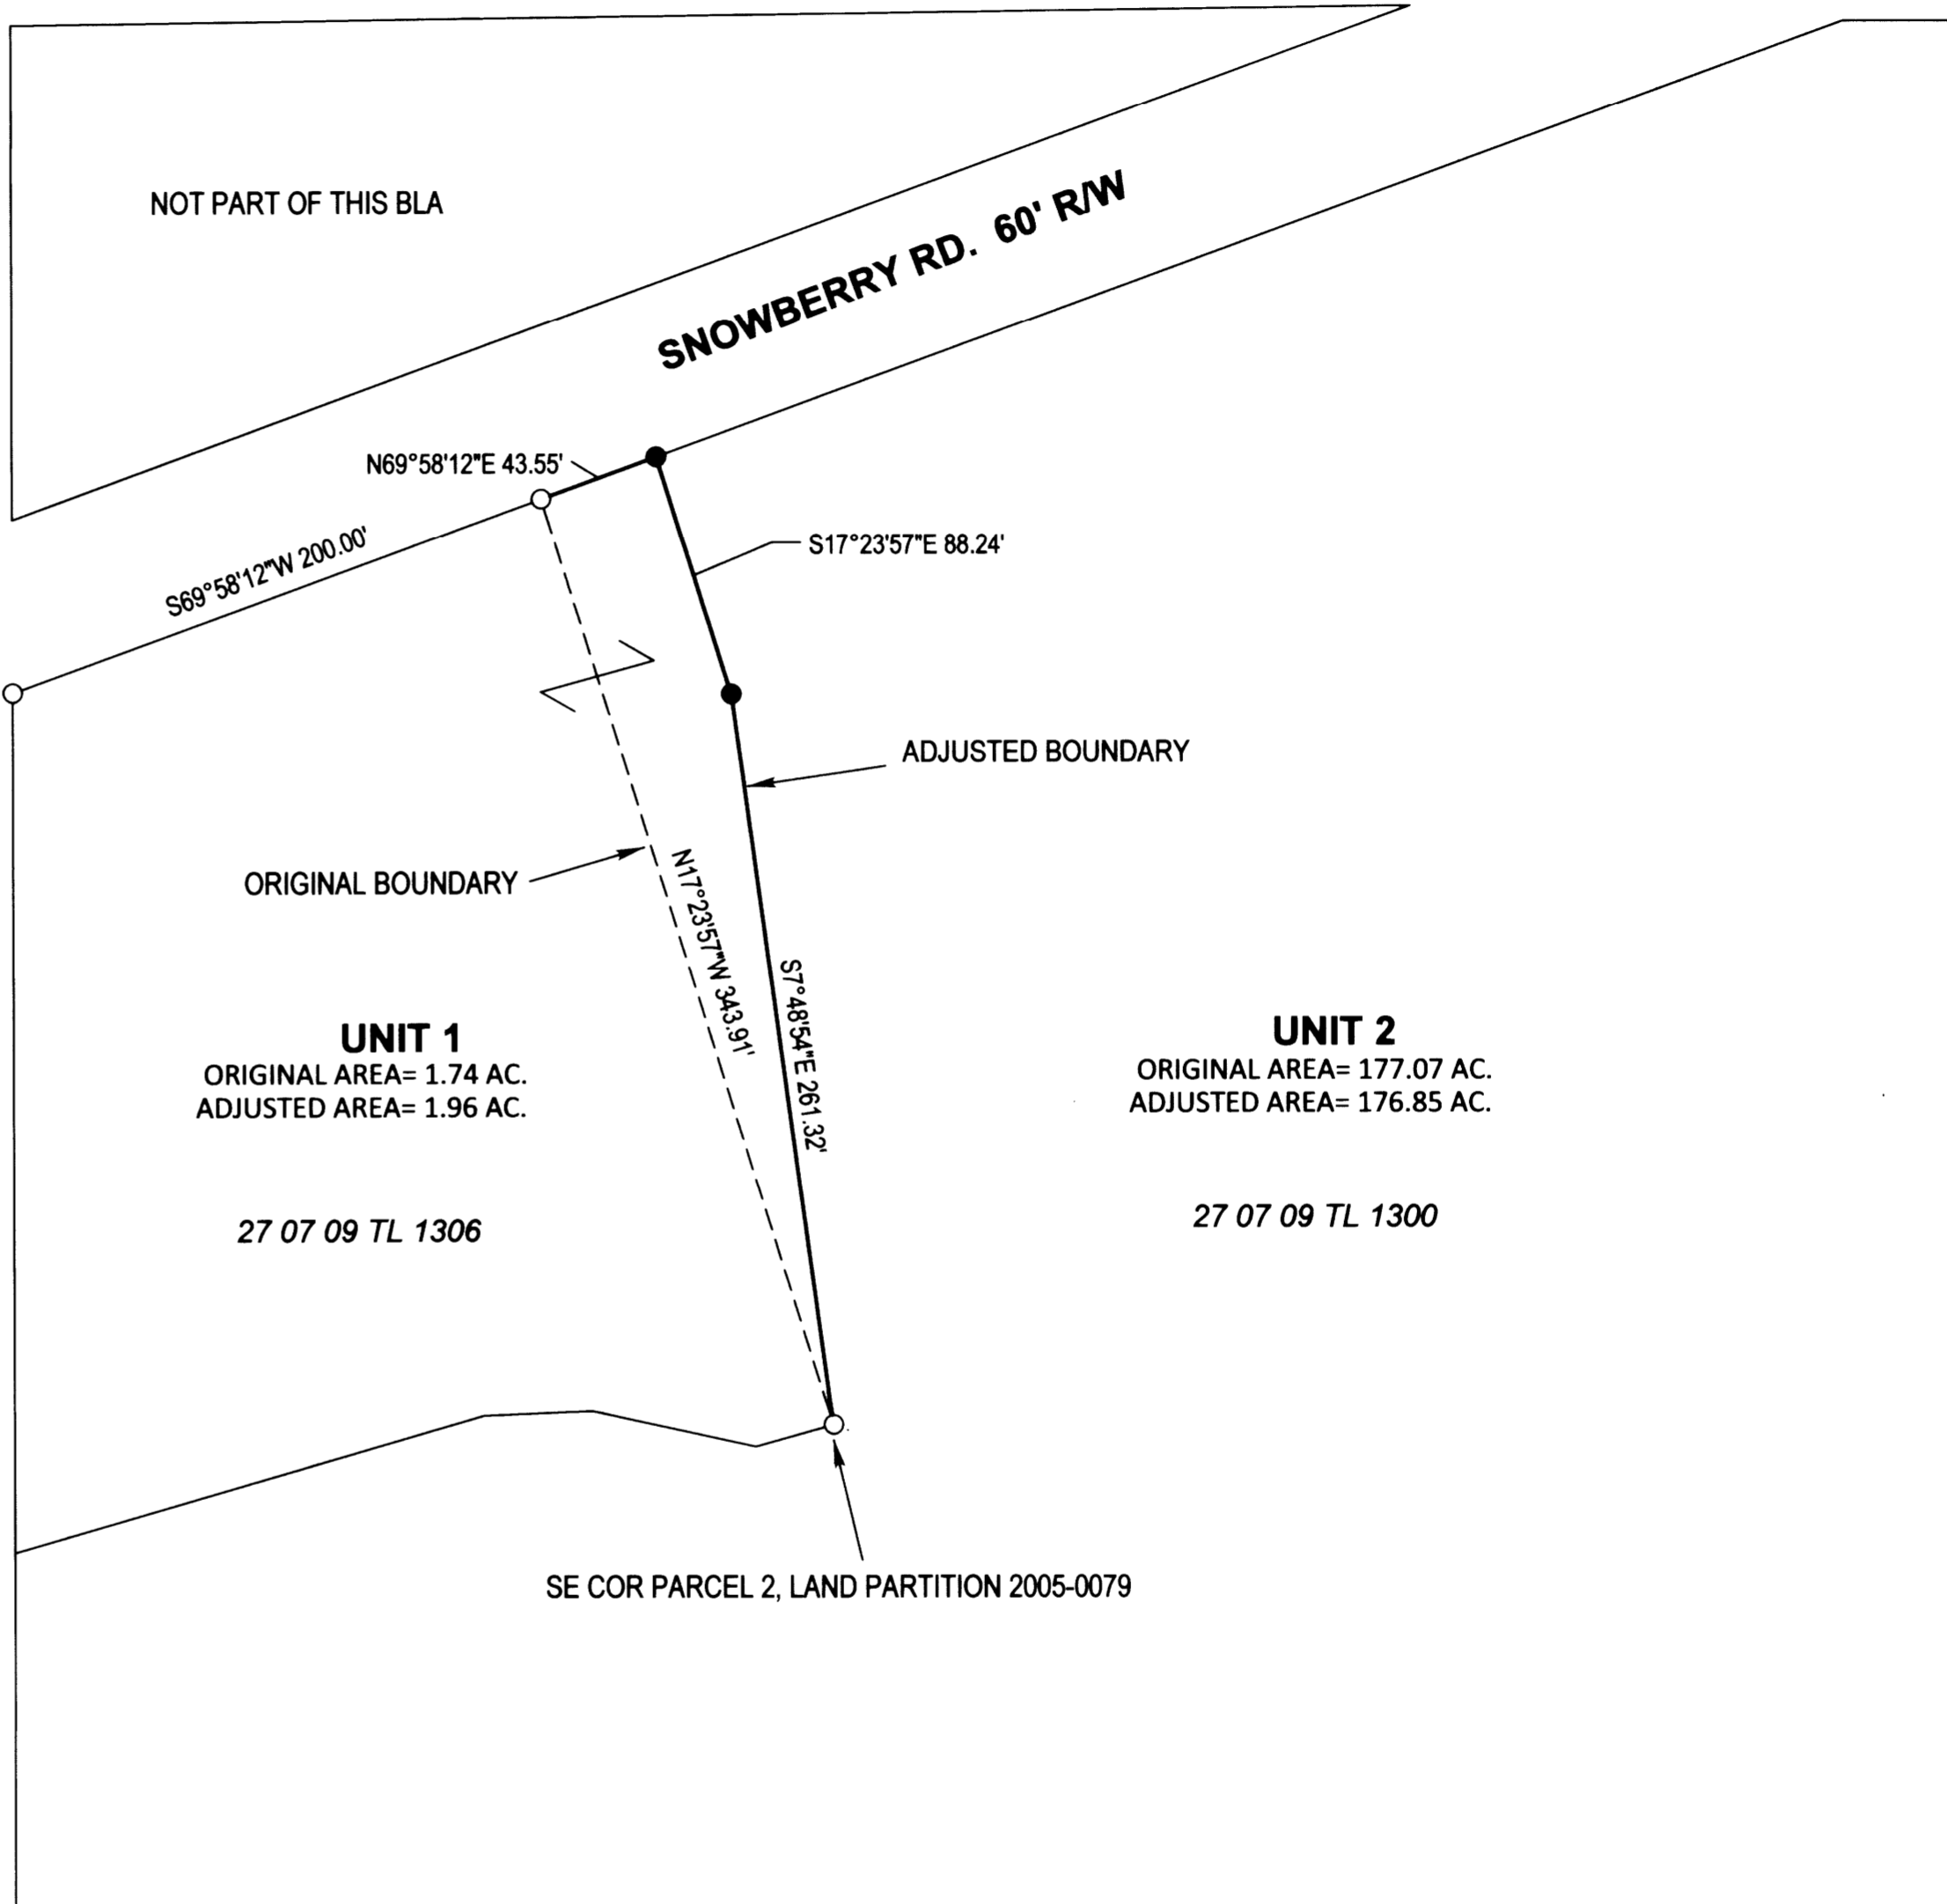 NOT PART OF THIS BLA
SNOWBERRY RD. 60' R/W
N69°58'12"E 43.55'
S69°58'12"W 200.00'
S17°23'57"E 88.24'
ADJUSTED BOUNDARY
ORIGINAL BOUNDARY
N17°23'57"W 343.91'
S7°48'54"E 261.32'
UNIT 1
ORIGINAL AREA= 1.74 AC.
ADJUSTED AREA= 1.96 AC.
27 07 09 TL 1306
UNIT 2
ORIGINAL AREA= 177.07 AC.
ADJUSTED AREA= 176.85 AC.
27 07 09 TL 1300
SE COR PARCEL 2, LAND PARTITION 2005-0079